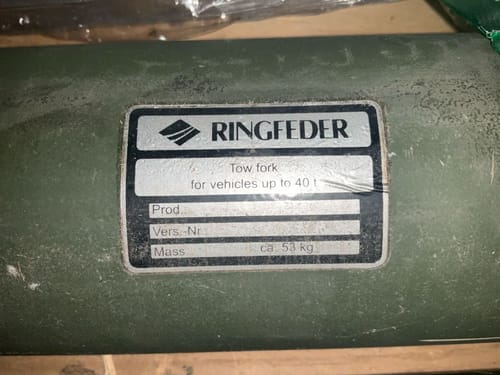 RINGFEDER
Tow fork
for vehicles up to 40 t
Prod.
Vers.-Nr
Mass ca. 53 kg